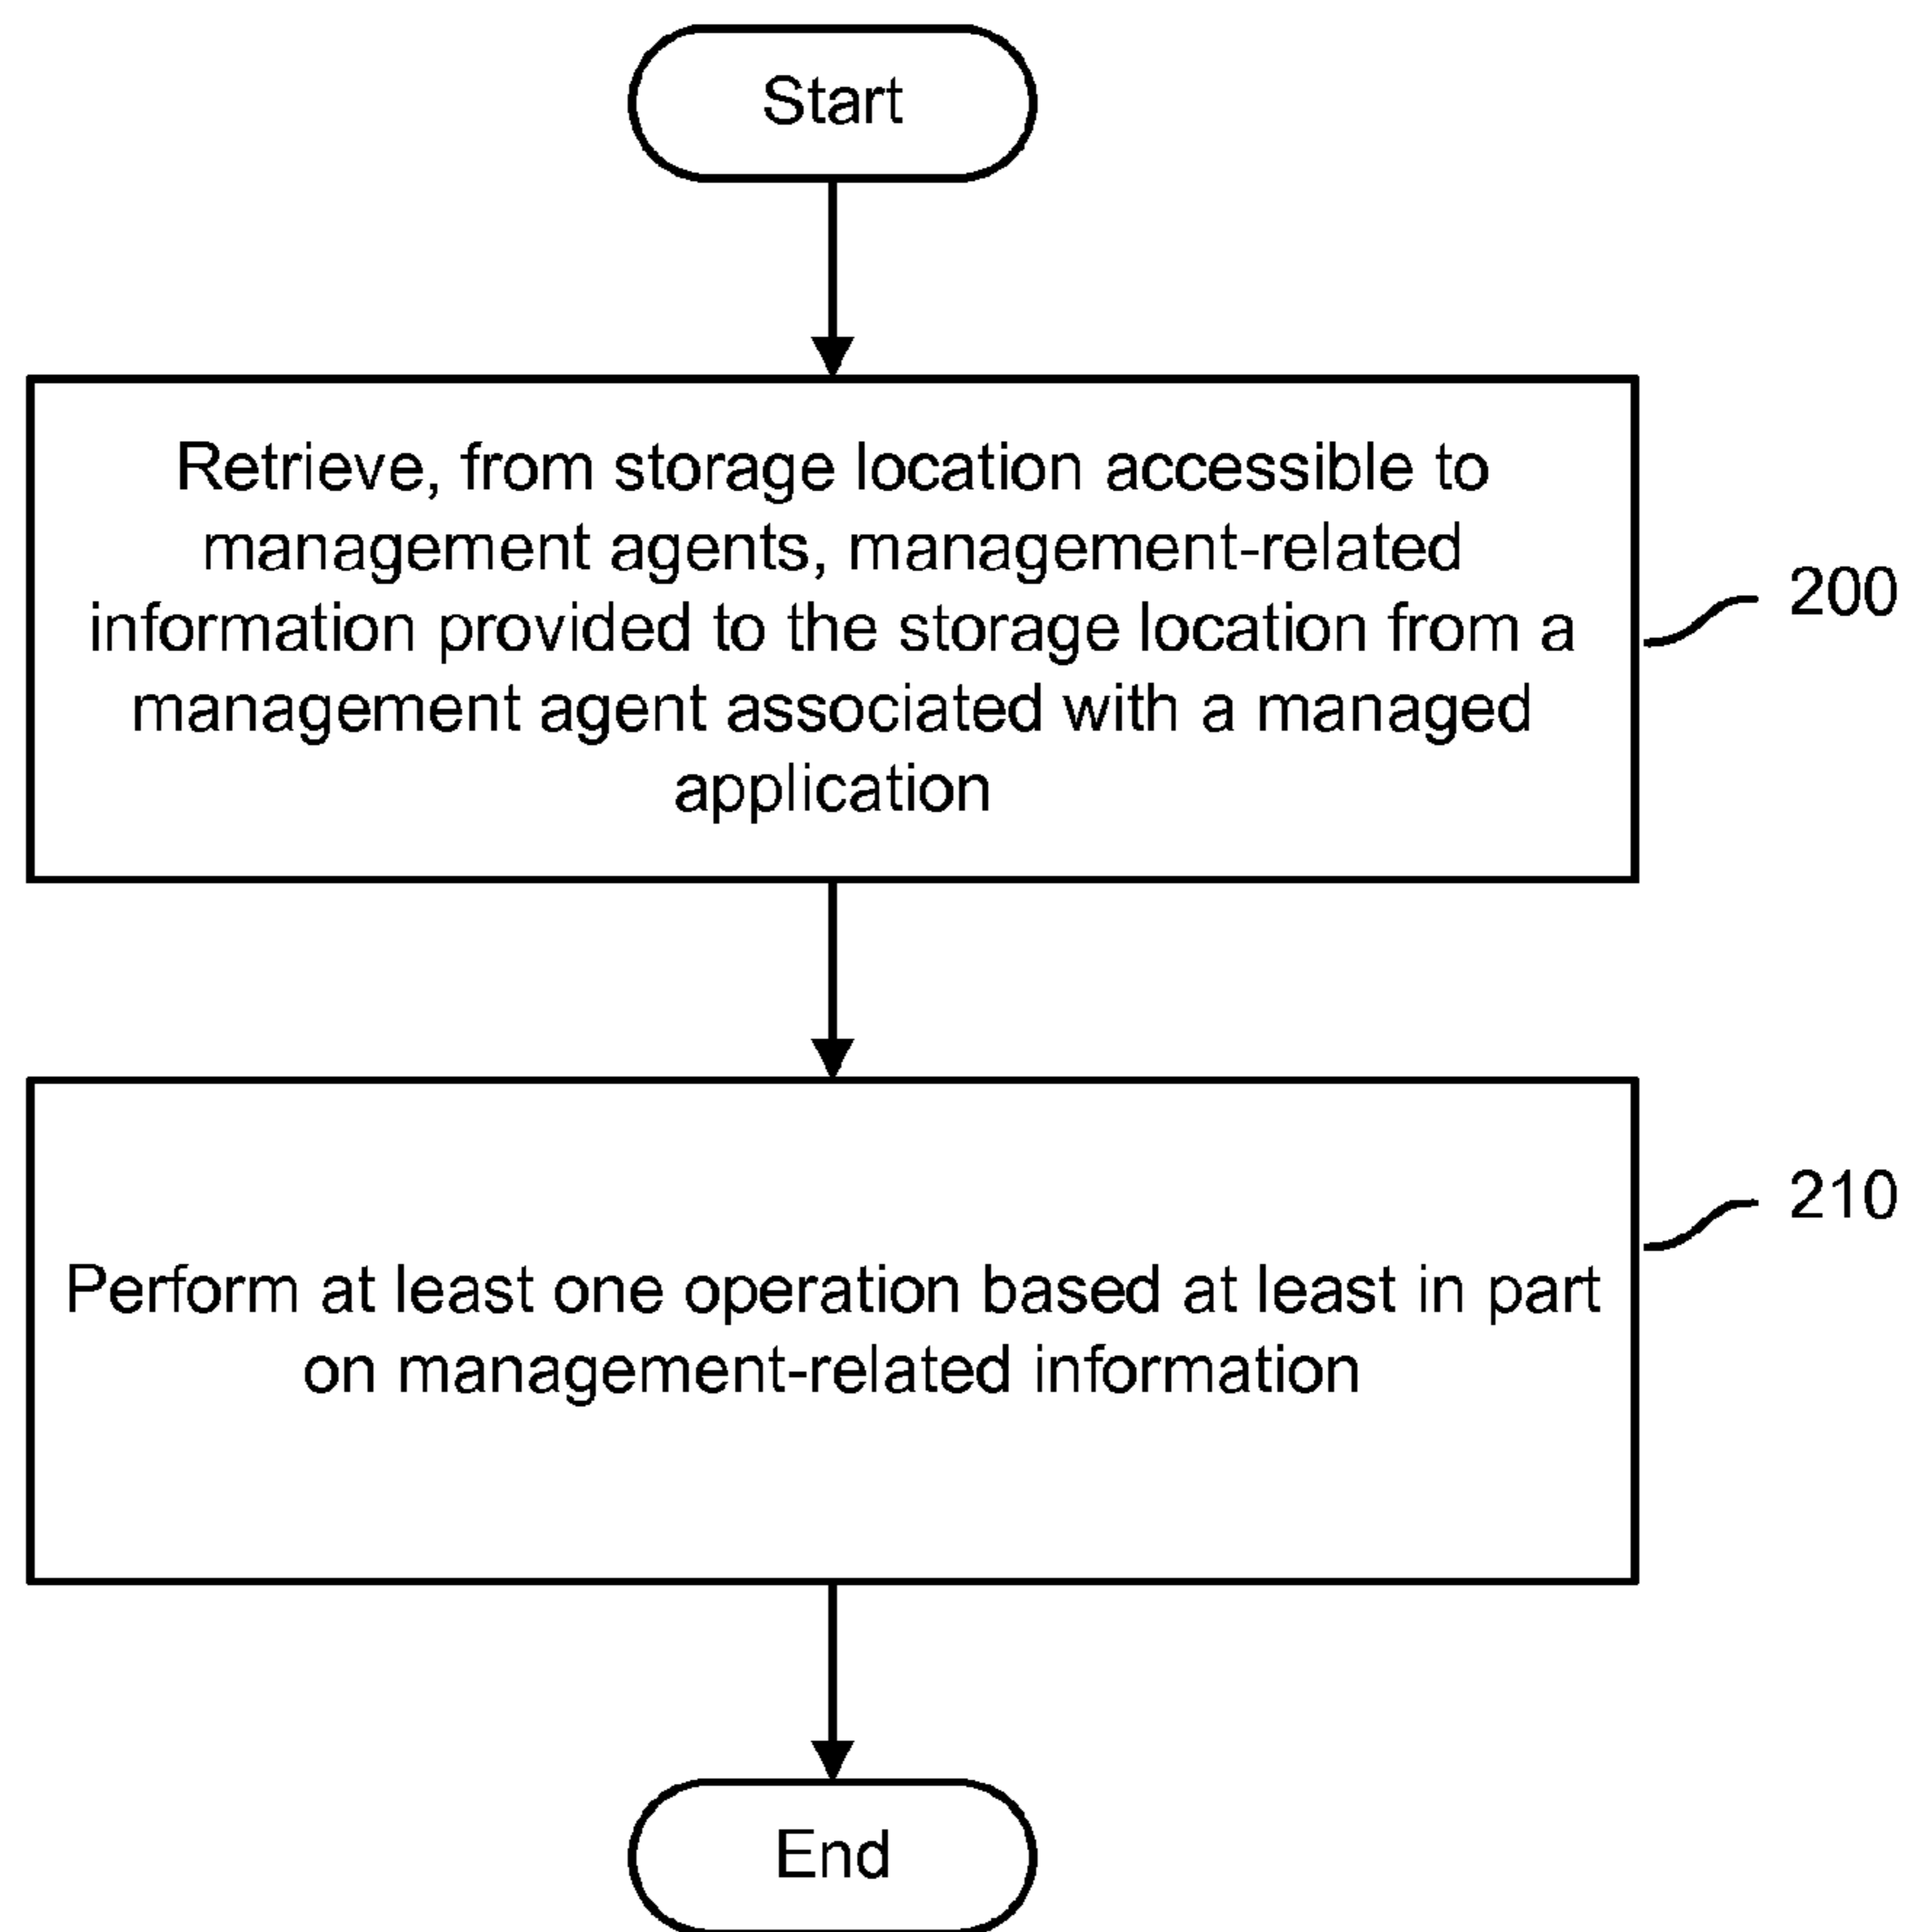 Start
Retrieve, from storage location accessible to
management agents, management-related
information provided to the storage location from a
management agent associated with a managed
application
200
Perform at least one operation based at least in part
on management-related information
210
End